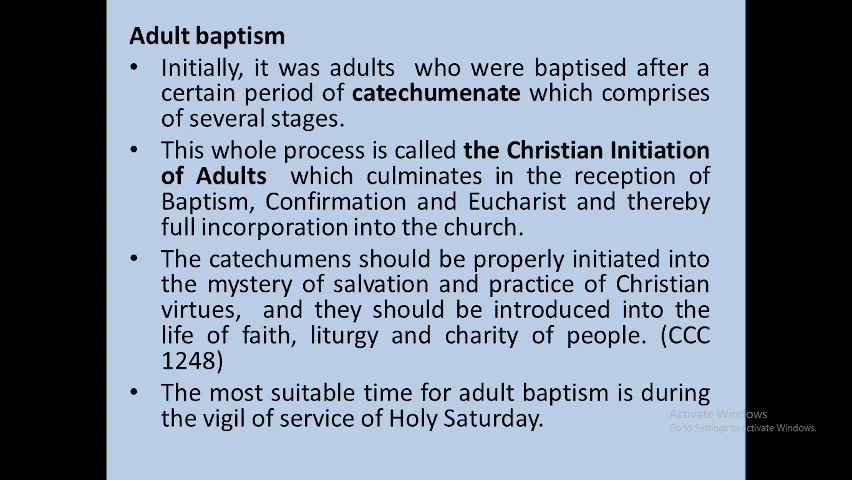 Adult baptism
• Initially, it was adults who were baptised after a
certain period of catechumenate which comprises
of several stages.
• This whole process is called the Christian Initiation
of Adults which culminates in the reception of
Baptism, Confirmation and Eucharist and thereby
full incorporation into the church.
• The catechumens should be properly initiated into
the mystery of salvation and practice of Christian
virtues, and they should be introduced into the
life of faith, liturgy and charity of people. (CCC
1248)
• The most suitable time for adult baptism is during
the vigil of service of Holy Saturday.
Activate Windows
Go to Settings to activate Windows.